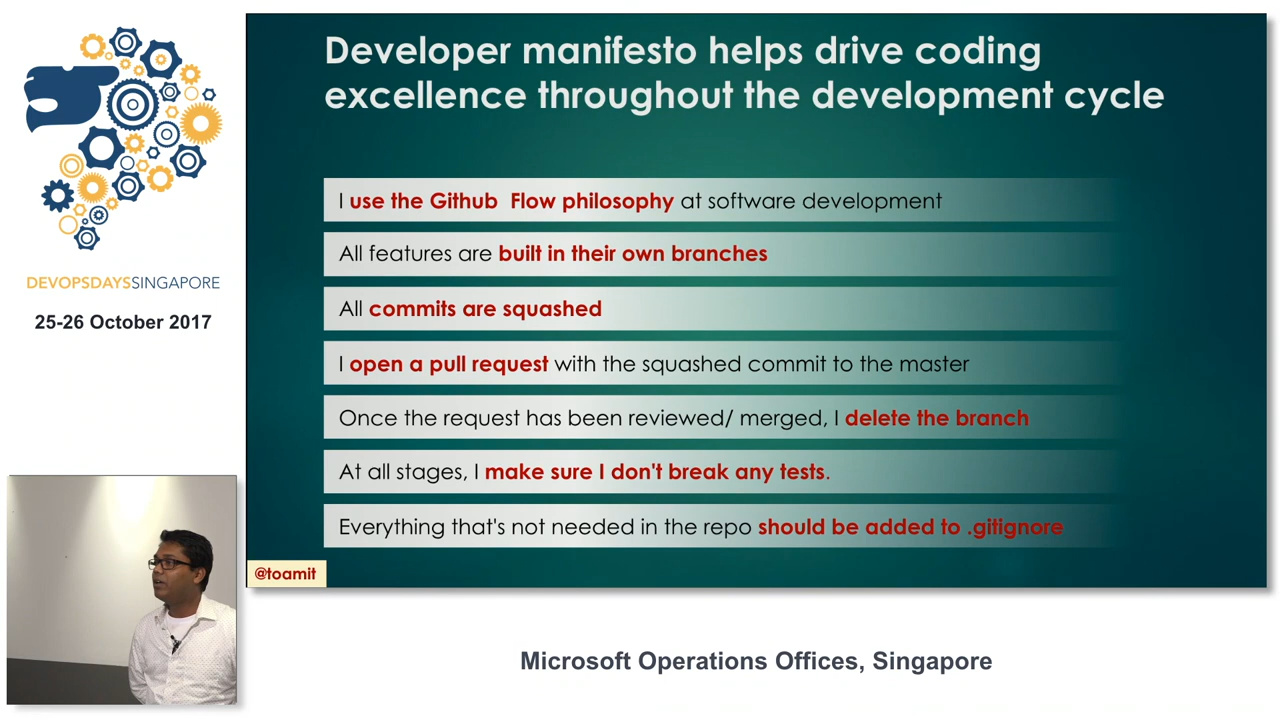 DEVOPSDAYSSINGAPORE
25-26 October 2017
Developer manifesto helps drive coding
excellence throughout the development cycle
I use the Github  Flow philosophy at software development
All features are built in their own branches
All commits are squashed
I open a pull request with the squashed commit to the master
Once the request has been reviewed/ merged, I delete the branch
At all stages, I make sure I don't break any tests.
Everything that's not needed in the repo should be added to .gitignore
@toamit
Microsoft Operations Offices, Singapore